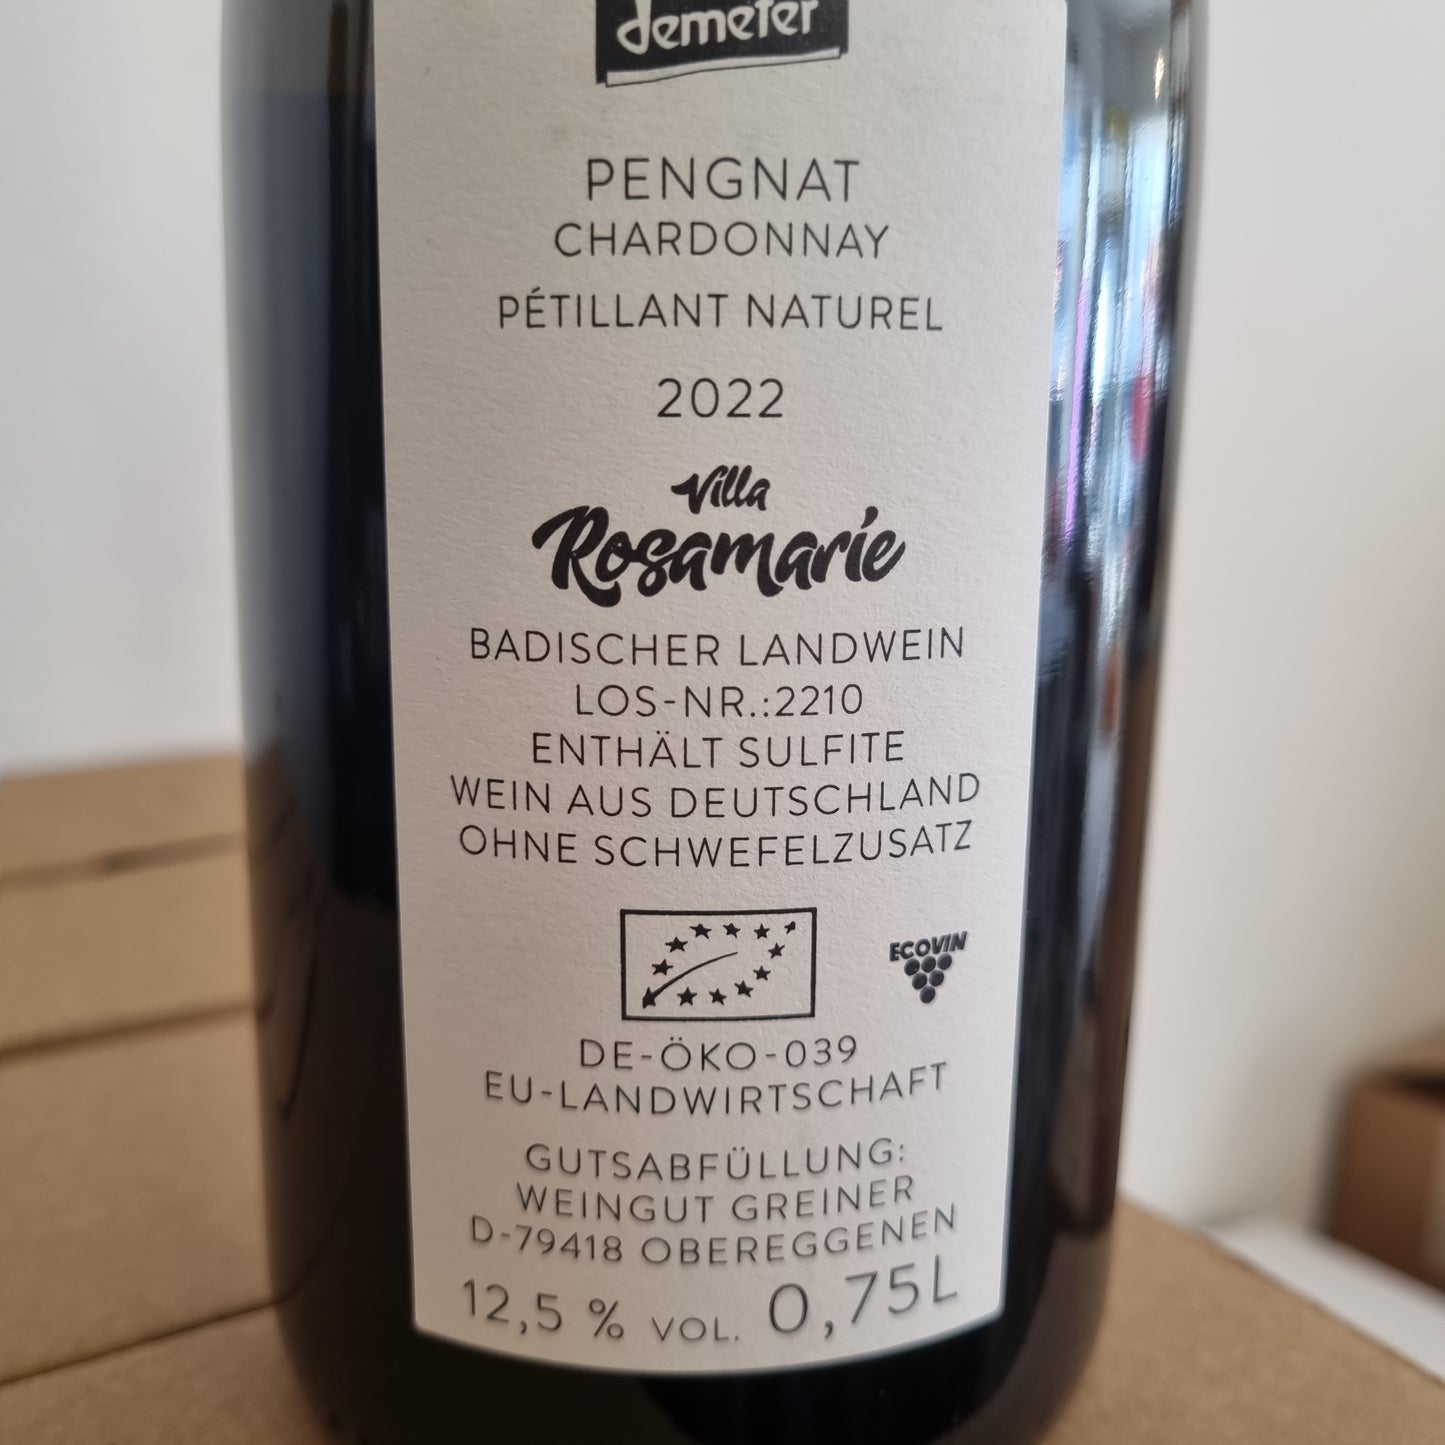 demeter
PENGNAT
CHARDONNAY
PÉTILLANT NATUREL
2022
Villa
Rosamarie
BADISCHER LANDWEIN
LOS-NR.:2210
ENTHÄLT SULFITE
WEIN AUS DEUTSCHLAND
OHNE SCHWEFELZUSATZ
ECOVIN
DE-ÖKO-039
EU-LANDWIRTSCHAFT
GUTSABFÜLLUNG:
WEINGUT GREINER
D-79418 OBEREGGENEN
12,5 % VOL. 0,75L